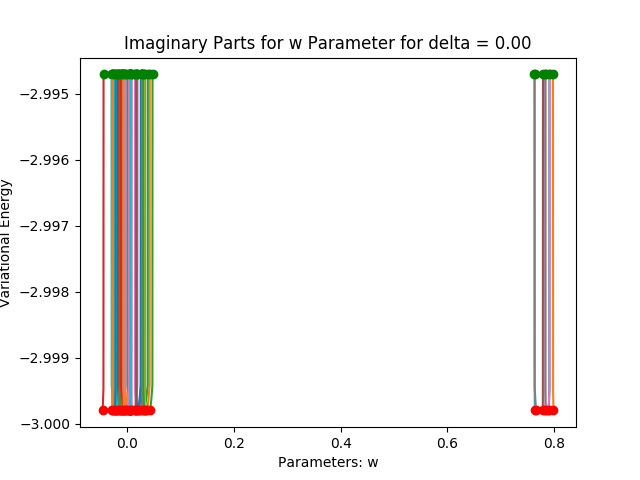 Imaginary Parts for w Parameter for delta = 0.00
−2.995
−2.996
−2.997
−2.998
−2.999
−3.000
Variational Energy
0.0 0.2 0.4 0.6 0.8
Parameters: w